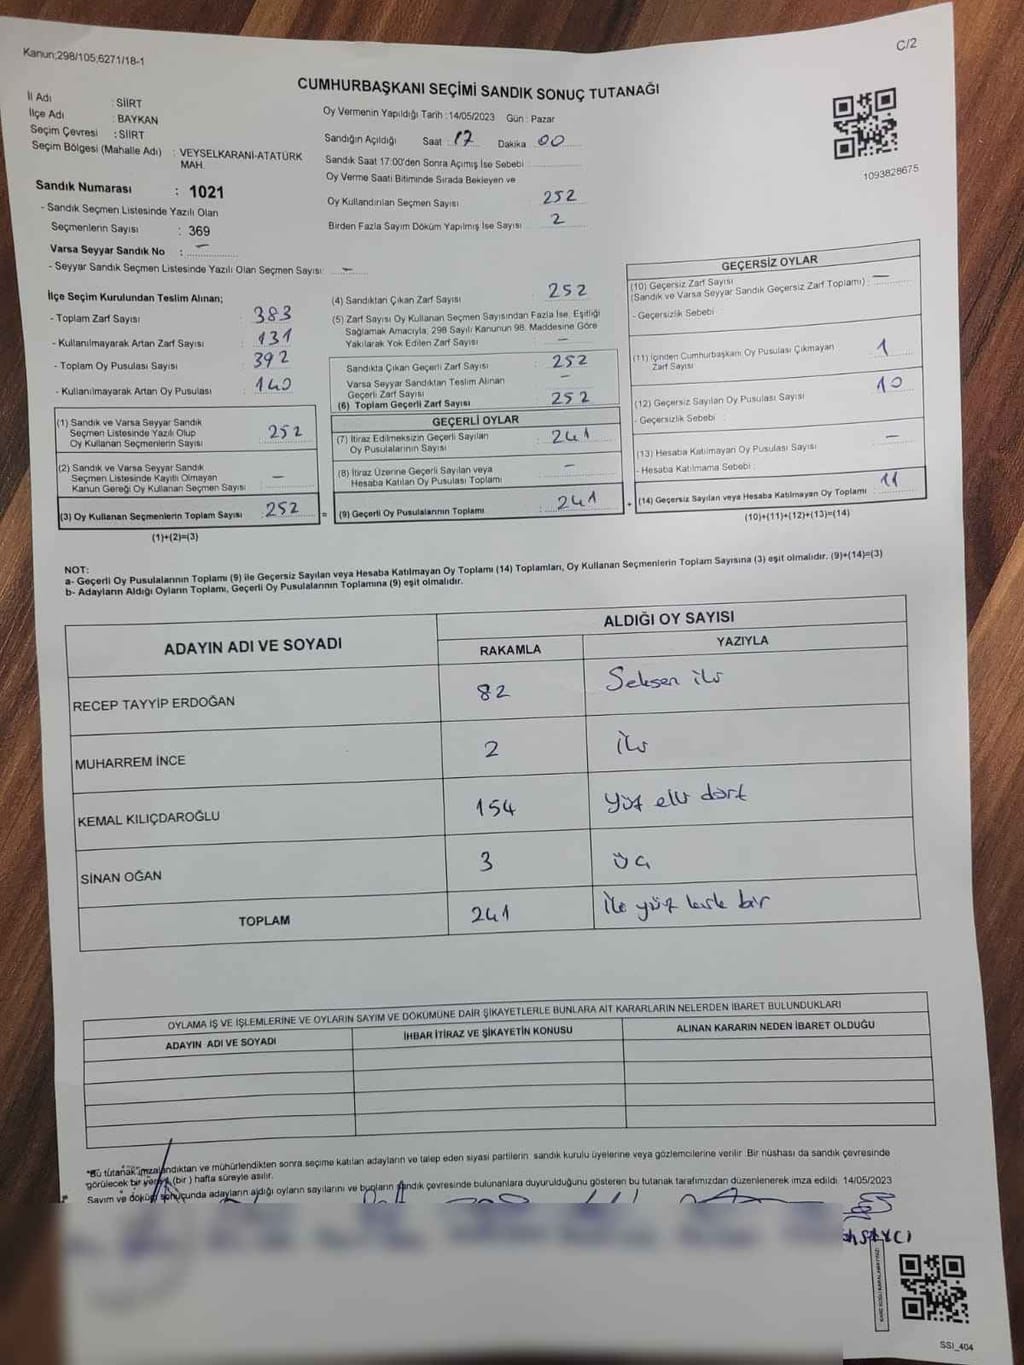 Kanun;298/105;6271/18-1
C/2
CUMHURBAŞKANI SEÇİMİ SANDIK SONUÇ TUTANAĞI
İl Adı : SİİRT
İlçe Adı : BAYKAN
Seçim Çevresi : SİİRT
Seçim Bölgesi (Mahalle Adı) : VEYSELKARANİ-ATATÜRK
MAH.
Sandık Numarası : 1021
- Sandık Seçmen Listesinde Yazılı Olan
Seçmenlerin Sayısı : 369
Varsa Seyyar Sandık No : –
- Seyyar Sandık Seçmen Listesinde Yazılı Olan Seçmen Sayısı: –
Oy Vermenin Yapıldığı Tarih : 14/05/2023 Gün : Pazar
Sandığın Açıldığı Saat : 17 Dakika 00
Sandık Saat 17:00'den Sonra Açımış İse Sebebi
Oy Verme Saati Bitiminde Sırada Bekleyen ve
Oy Kullandırılan Seçmen Sayısı 252
Birden Fazla Sayım Döküm Yapılmış İse Sayısı 2
1093828675
İlçe Seçim Kurulundan Teslim Alınan;
- Toplam Zarf Sayısı : 383
- Kullanılmayarak Artan Zarf Sayısı : 131
- Toplam Oy Pusulası Sayısı : 392
- Kullanılmayarak Artan Oy Pusulası : 140
(1) Sandık ve Varsa Seyyar Sandık
Seçmen Listesinde Yazılı Olup
Oy Kullanan Seçmenlerin Sayısı : 252
(2) Sandık ve Varsa Seyyar Sandık
Seçmen Listesinde Kayıtlı Olmayan
Kanun Gereği Oy Kullanan Seçmen Sayısı : –
(3) Oy Kullanan Seçmenlerin Toplam Sayısı : 252
(1)+(2)=(3)
=
(4) Sandıktan Çıkan Zarf Sayısı : 252
(5) Zarf Sayısı Oy Kullanan Seçmen Sayısından Fazla İse, Eşitliği
Sağlamak Amacıyla, 298 Sayılı Kanunun 98. Maddesine Göre
Yakılarak Yok Edilen Zarf Sayısı : –
Sandıkta Çıkan Geçerli Zarf Sayısı : 252
Varsa Seyyar Sandıktan Teslim Alınan
Geçerli Zarf Sayısı : –
(6) Toplam Geçerli Zarf Sayısı : 252
GEÇERLİ OYLAR
(7) İtiraz Edilmeksizin Geçerli Sayılan
Oy Pusulalarının Sayısı : 241
(8) İtiraz Üzerine Geçerli Sayılan veya
Hesaba Katılan Oy Pusulası Toplamı : –
(9) Geçerli Oy Pusulalarının Toplamı : 241
+
GEÇERSİZ OYLAR
(10) Geçersiz Zarf Sayısı
(Sandık ve Varsa Seyyar Sandık Geçersiz Zarf Toplamı) : –
- Geçersizlik Sebebi :
(11) İçinden Cumhurbaşkanı Oy Pusulası Çıkmayan
Zarf Sayısı : 1
(12) Geçersiz Sayılan Oy Pusulası Sayısı : 10
- Geçersizlik Sebebi :
(13) Hesaba Katılmayan Oy Pusulası Sayısı : –
- Hesaba Katılmama Sebebi :
(14) Geçersiz Sayılan veya Hesaba Katılmayan Oy Toplamı : 11
(10)+(11)+(12)+(13)=(14)
NOT:
a- Geçerli Oy Pusulalarının Toplamı (9) ile Geçersiz Sayılan veya Hesaba Katılmayan Oy Toplamı (14) Toplamları, Oy Kullanan Seçmenlerin Toplam Sayısına (3) eşit olmalıdır. (9)+(14)=(3)
b- Adayların Aldığı Oyların Toplamı, Geçerli Oy Pusulalarının Toplamına (9) eşit olmalıdır.
ADAYIN ADI VE SOYADI
ALDIĞI OY SAYISI
RAKAMLA YAZIYLA
RECEP TAYYİP ERDOĞAN 82 Seksen iki
MUHARREM İNCE 2 iki
KEMAL KILIÇDAROĞLU 154 Yüz elli dört
SİNAN OĞAN 3 üç
TOPLAM 241 İki yüz kırk bir
OYLAMA İŞ VE İŞLEMLERİNE VE OYLARIN SAYIM VE DÖKÜMÜNE DAİR ŞİKAYETLERLE BUNLARA AİT KARARLARIN NELERDEN İBARET BULUNDUKLARI
ADAYIN ADI VE SOYADI İHBAR İTİRAZ VE ŞİKAYETİN KONUSU ALINAN KARARIN NEDEN İBARET OLDUĞU
*Bu tutanak imzalandıktan ve mühürlendikten sonra seçime katılan adayların ve talep eden siyasi partilerin sandık kurulu üyelerine veya gözlemcilerine verilir. Bir nüshası da sandık çevresinde
görülecek bir yere (bir ) hafta süreyle asılır.
Sayım ve döküm sonucunda adayların aldığı oyların sayılarını ve bunların sandık çevresinde bulunanlara duyurulduğunu gösteren bu tutanak tarafımızdan düzenlenerek imza edildi. 14/05/2023
SSI_404